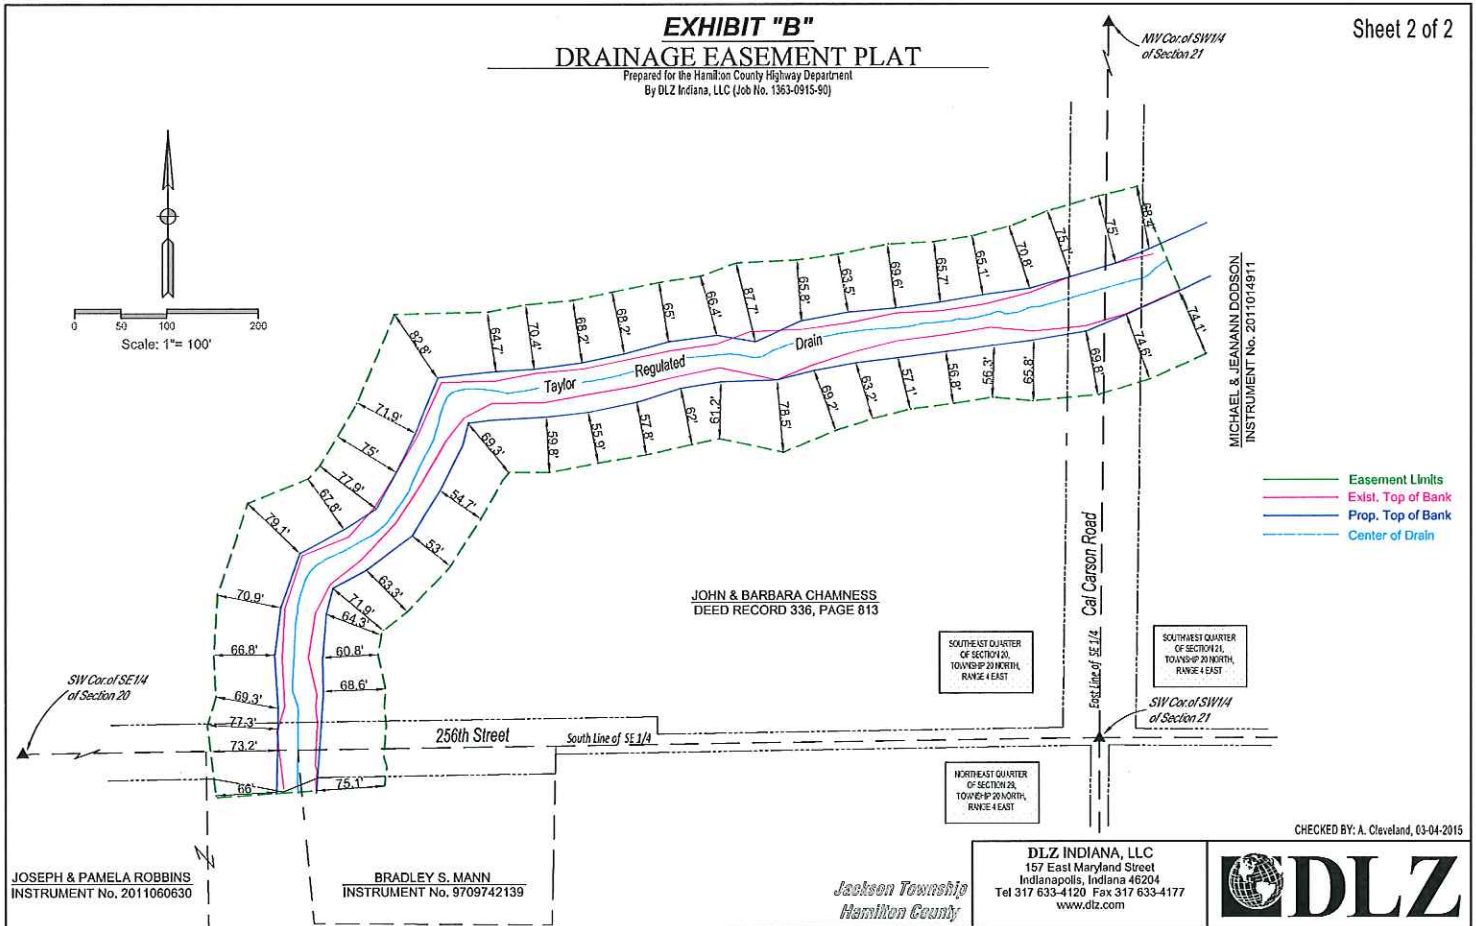 EXHIBIT "B"
DRAINAGE EASEMENT PLAT
Prepared for the Hamilton County Highway Department
By DLZ Indiana, LLC (Job No. 1363-0915-90)
Sheet 2 of 2
NW Cor. of SW1/4
of Section 21
0 50 100 200
Scale: 1"= 100'
82.8'
64.7'
70.4'
68.2'
68.2'
65'
66.4'
87.7'
65.8'
63.5'
69.6'
65.7'
65.1'
70.8'
75.1'
75'
68.4'
Taylor
Regulated
Drain
71.9'
75'
77.9'
67.8'
79.1'
70.9'
66.8'
69.3'
77.3'
73.2'
66'
69.3'
59.8'
55.9'
57.8'
62'
61.2'
78.5'
69.2'
63.2'
57.1'
56.8'
56.3'
65.8'
69.8'
74.6'
74.1'
54.7'
53'
63.3'
71.9'
64.3'
60.8'
68.6'
75.1'
MICHAEL & JEANANN DODSON
INSTRUMENT No. 2011014911
Easement Limits
Exist. Top of Bank
Prop. Top of Bank
Center of Drain
JOHN & BARBARA CHAMNESS
DEED RECORD 336, PAGE 813
Cal Carson Road
East Line of SE 1/4
SOUTHEAST QUARTER
OF SECTION 20,
TOWNSHIP 20 NORTH,
RANGE 4 EAST
SOUTHWEST QUARTER
OF SECTION 21,
TOWNSHIP 20 NORTH,
RANGE 4 EAST
SW Cor. of SE1/4
of Section 20
SW Cor. of SW1/4
of Section 21
256th Street
South Line of SE 1/4
NORTHEAST QUARTER
OF SECTION 29,
TOWNSHIP 20 NORTH,
RANGE 4 EAST
CHECKED BY: A. Cleveland, 03-04-2015
JOSEPH & PAMELA ROBBINS
INSTRUMENT No. 2011060630
BRADLEY S. MANN
INSTRUMENT No. 9709742139
Jackson Township
Hamilton County
DLZ INDIANA, LLC
157 East Maryland Street
Indianapolis, Indiana 46204
Tel 317 633-4120 Fax 317 633-4177
www.dlz.com
DLZ